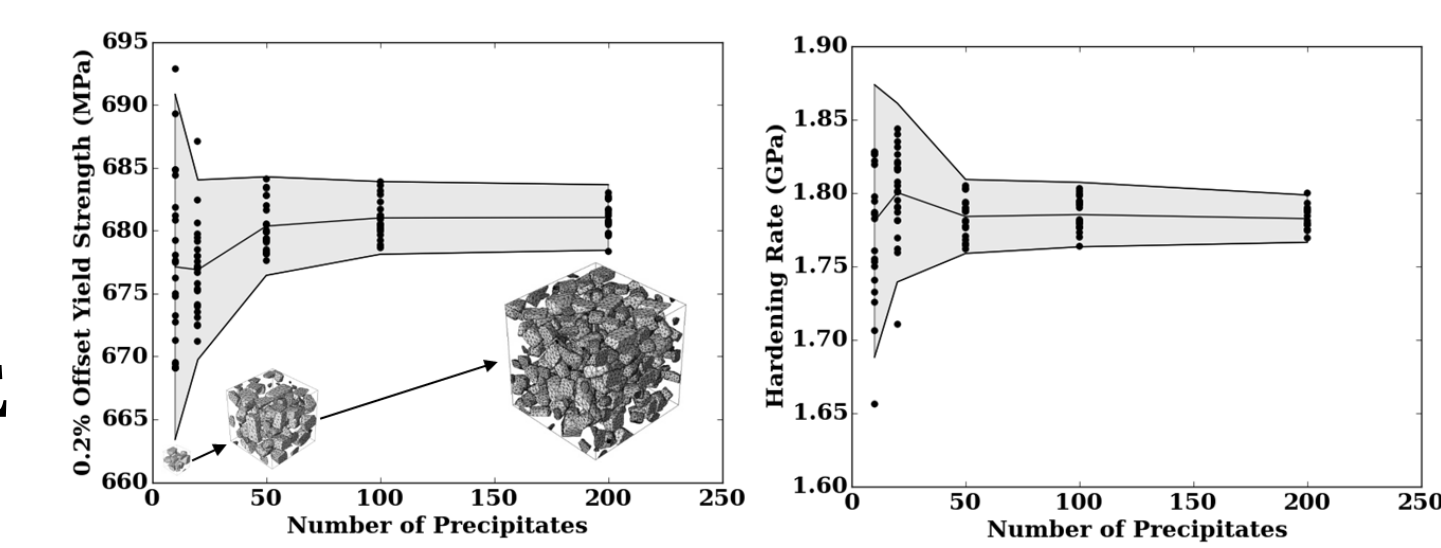 0.2% Offset Yield Strength (MPa)
695
690
685
680
675
670
665
660
0 50 100 150 200 250
Number of Precipitates
Hardening Rate (GPa)
1.90
1.85
1.80
1.75
1.70
1.65
1.60
0 50 100 150 200 250
Number of Precipitates